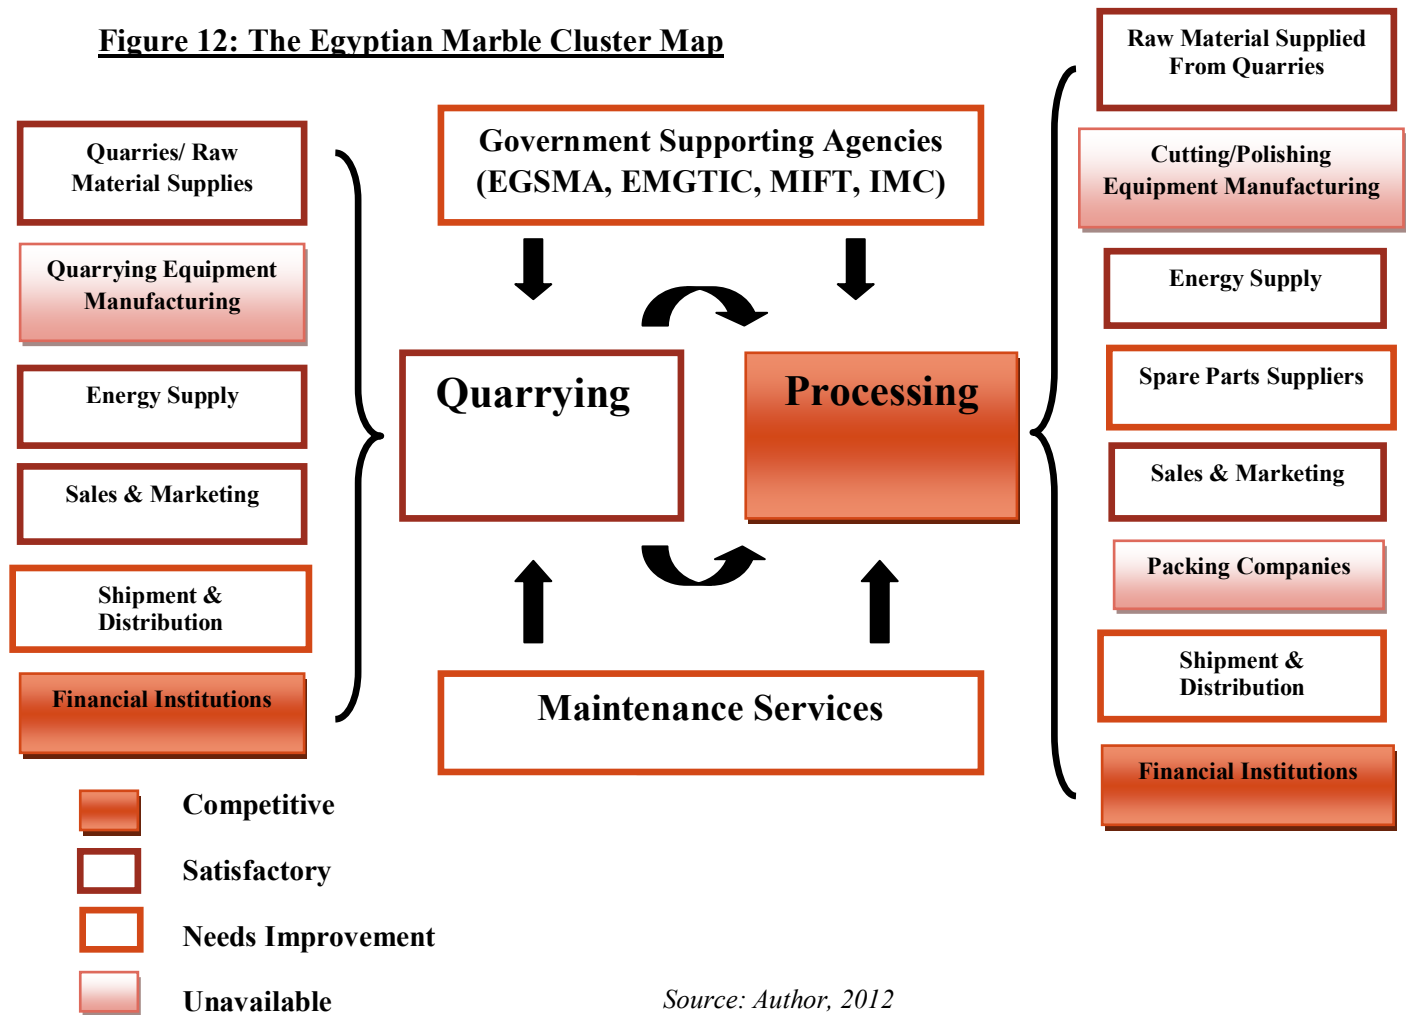 Figure 12: The Egyptian Marble Cluster Map
Quarries/ Raw
Material Supplies
Quarrying Equipment
Manufacturing
Energy Supply
Sales & Marketing
Shipment &
Distribution
Financial Institutions
Government Supporting Agencies
(EGSMA, EMGTIC, MIFT, IMC)
Quarrying
Processing
Maintenance Services
Raw Material Supplied
From Quarries
Cutting/Polishing
Equipment Manufacturing
Energy Supply
Spare Parts Suppliers
Sales & Marketing
Packing Companies
Shipment &
Distribution
Financial Institutions
Competitive
Satisfactory
Needs Improvement
Unavailable
Source: Author, 2012